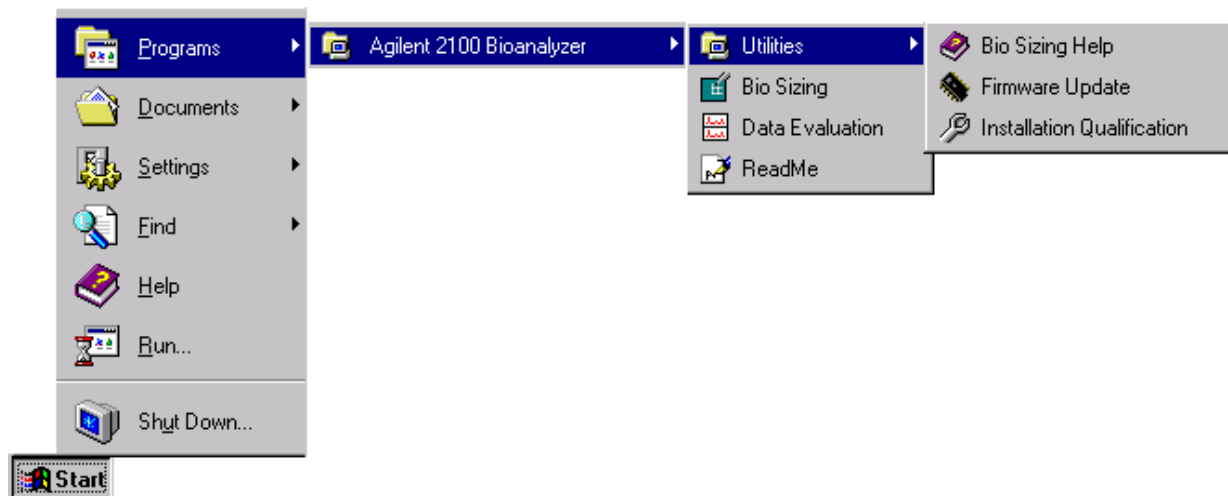 Programs
Documents
Settings
Find
Help
Run...
Shut Down...
Start
Agilent 2100 Bioanalyzer
Utilities
Bio Sizing
Data Evaluation
ReadMe
Bio Sizing Help
Firmware Update
Installation Qualification